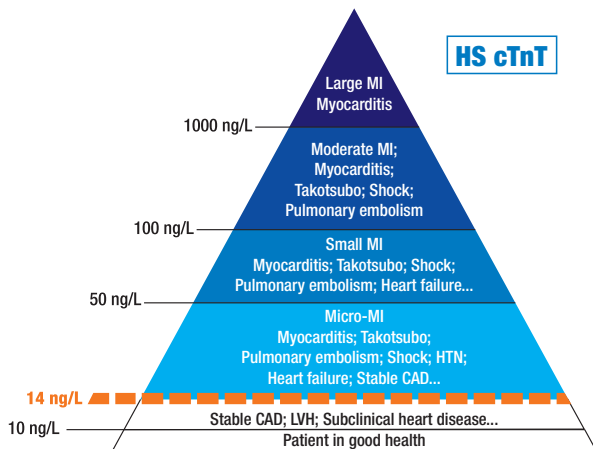 HS cTnT
Large MI
Myocarditis
1000 ng/L
Moderate MI;
Myocarditis;
Takotsubo; Shock;
Pulmonary embolism
100 ng/L
Small MI
Myocarditis; Takotsubo; Shock;
Pulmonary embolism; Heart failure...
50 ng/L
Micro-MI
Myocarditis; Takotsubo;
Pulmonary embolism; Shock; HTN;
Heart failure; Stable CAD...
14 ng/L
Stable CAD; LVH; Subclinical heart disease...
10 ng/L
Patient in good health